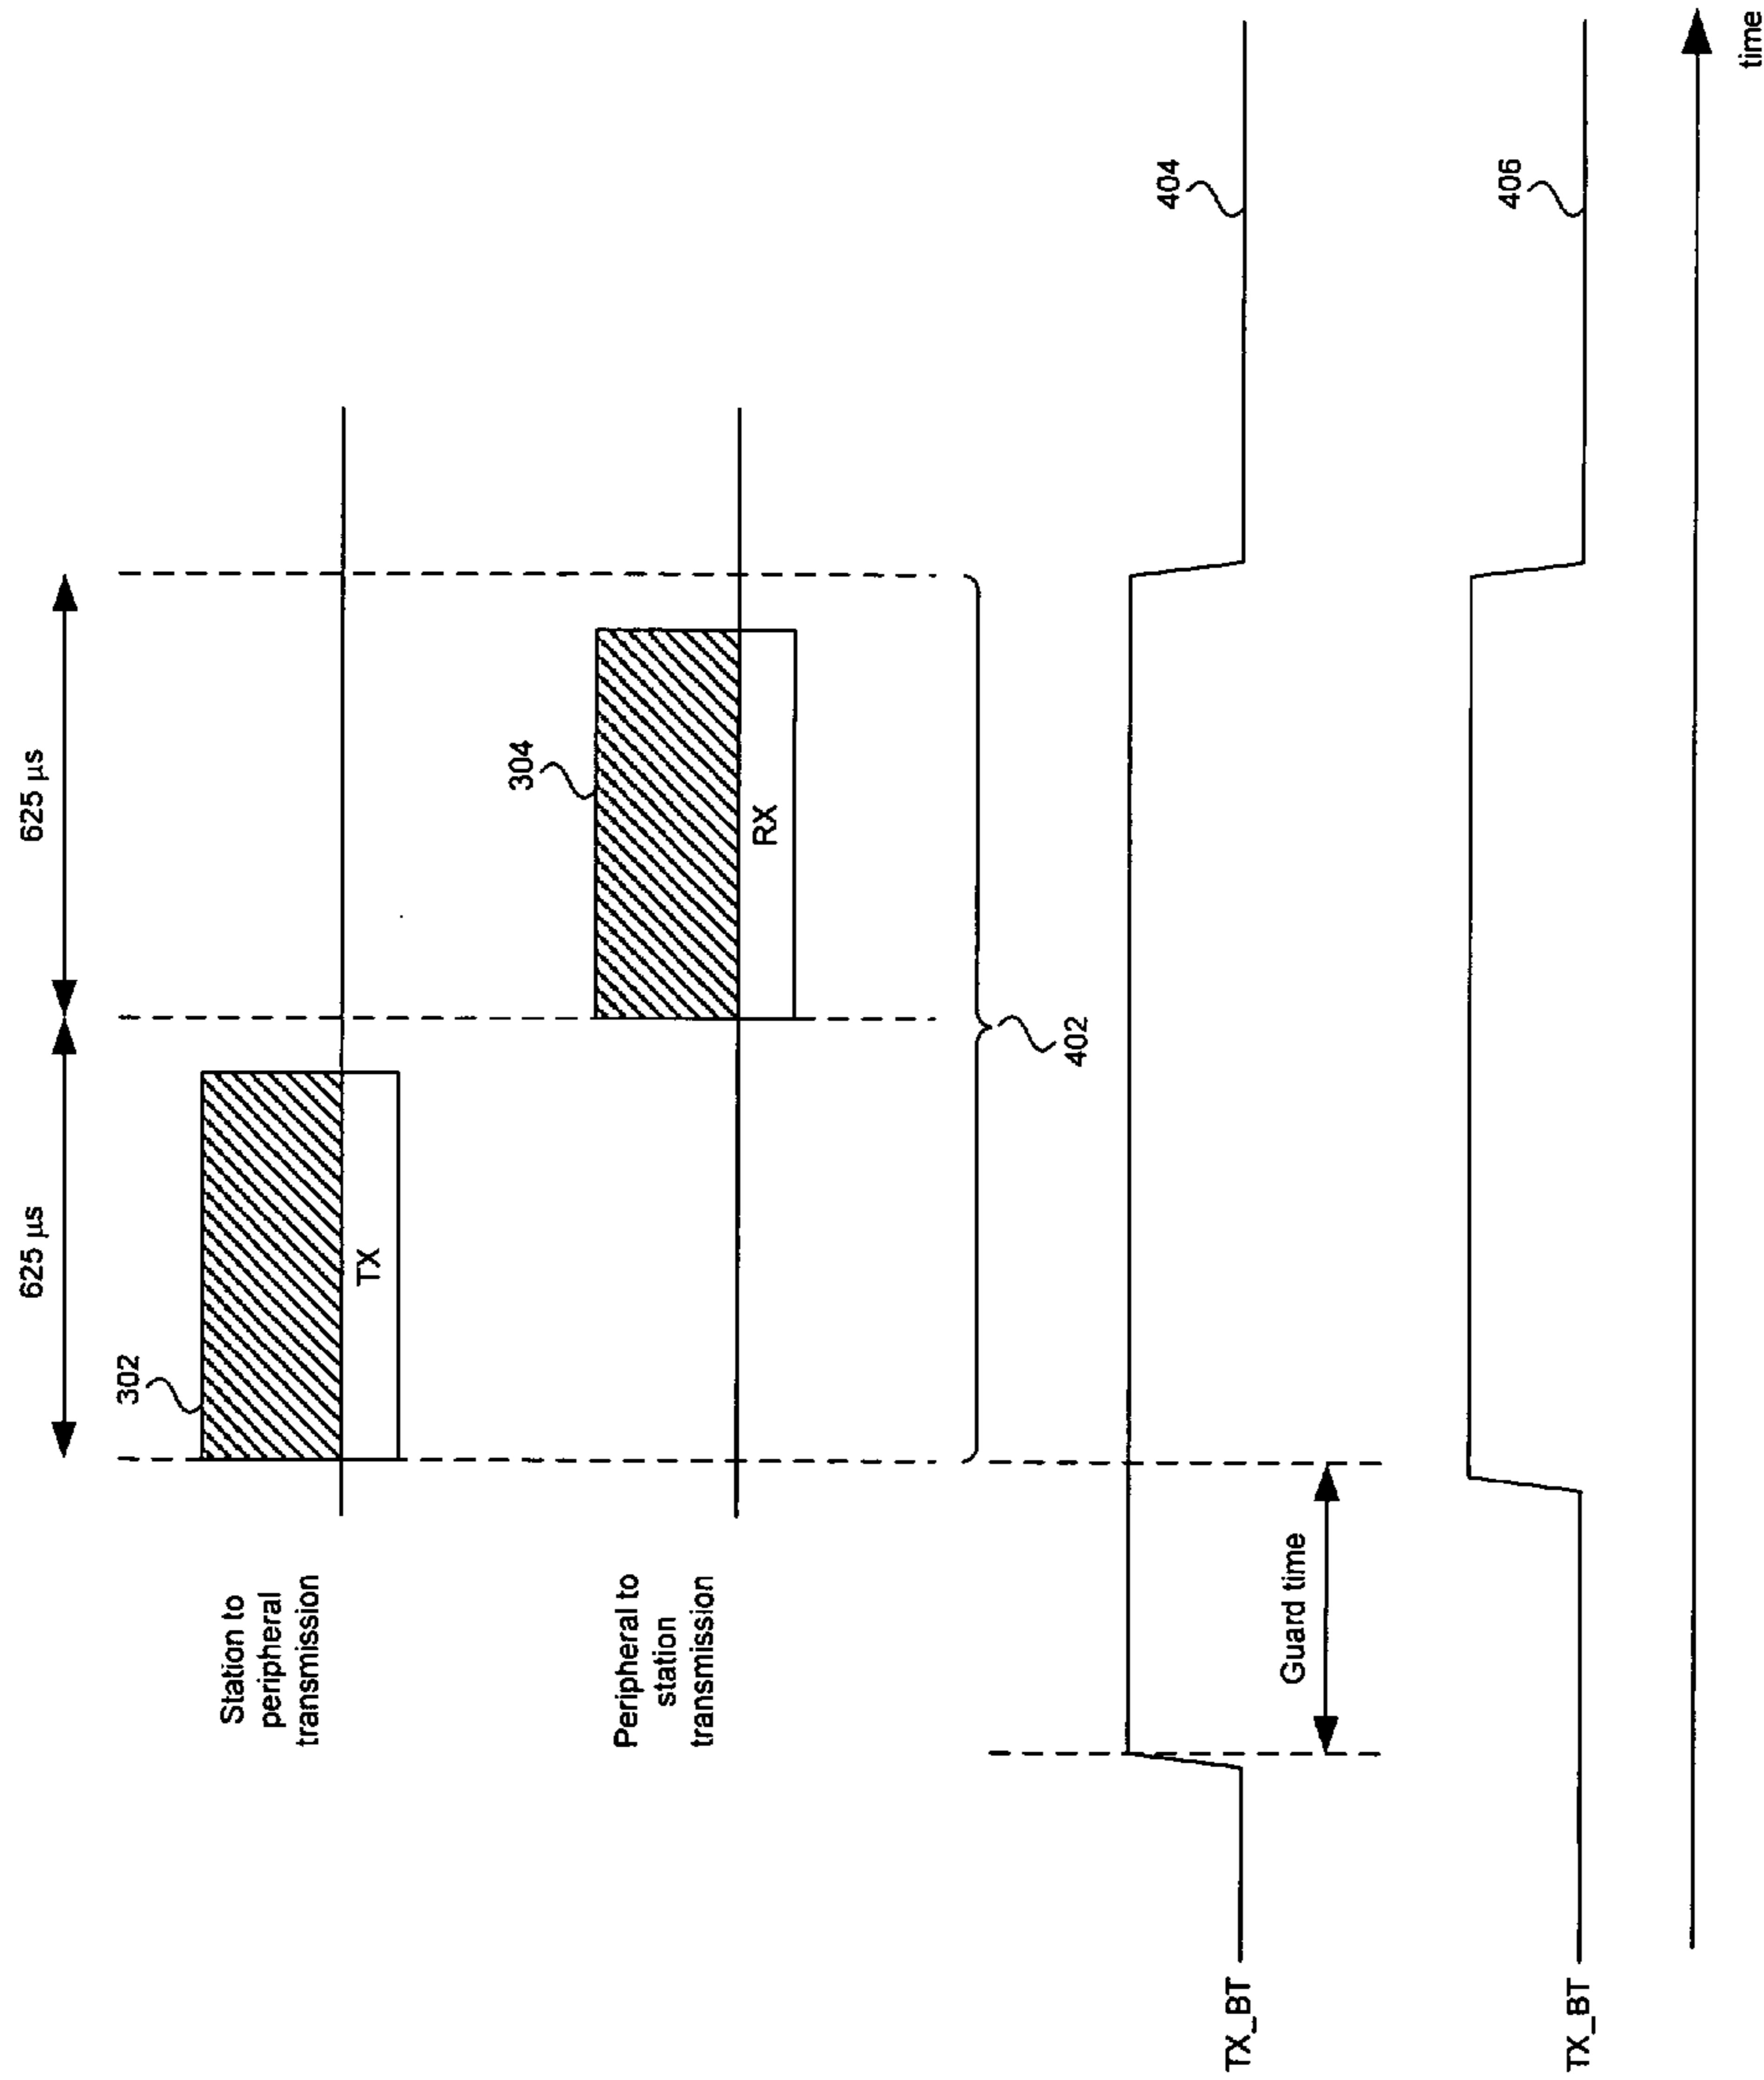 625 µs
625 µs
302
Station to
peripheral
transmission
TX
304
Peripheral to
station
transmission
RX
402
404
TX_BT
Guard time
406
TX_BT
time